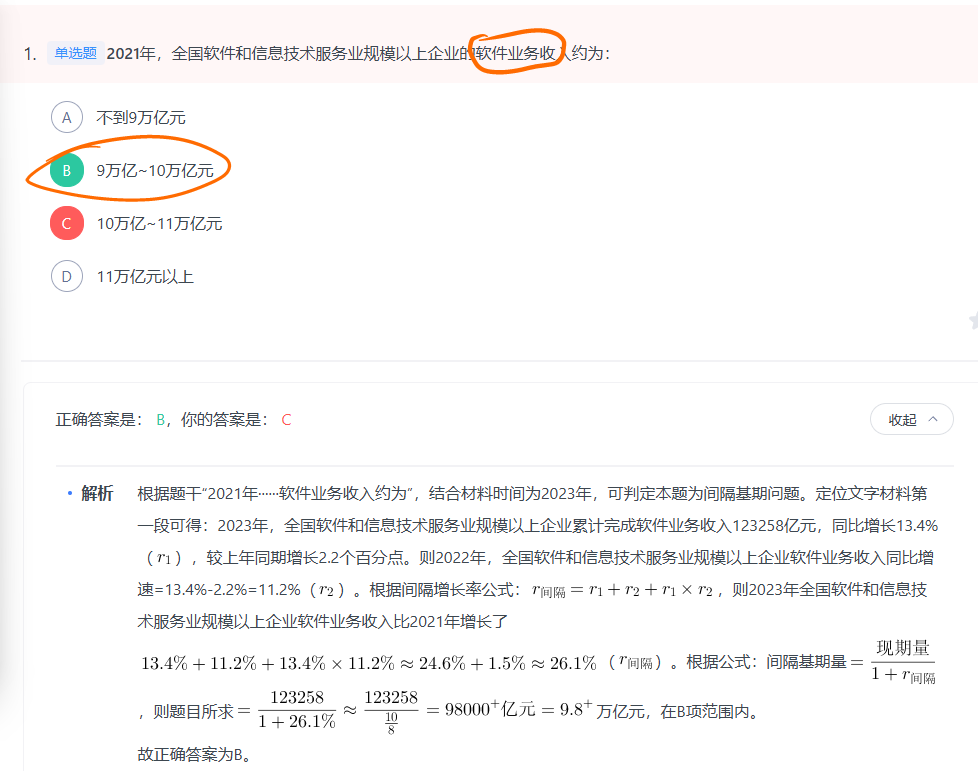 1. 单选题 2021年，全国软件和信息技术服务业规模以上企业的软件业务收入约为：
A 不到9万亿元
B 9万亿~10万亿元
C 10万亿~11万亿元
D 11万亿元以上
正确答案是： B，你的答案是： C 收起
• 解析 根据题干“2021年……软件业务收入约为”，结合材料时间为2023年，可判定本题为间隔基期问题。定位文字材料第
一段可得：2023年，全国软件和信息技术服务业规模以上企业累计完成软件业务收入123258亿元，同比增长13.4%
（r₁），较上年同期增长2.2个百分点。则2022年，全国软件和信息技术服务业规模以上企业软件业务收入同比增
速=13.4%-2.2%=11.2%（r₂）。根据间隔增长率公式：r间隔 = r₁ + r₂ + r₁ × r₂，则2023年全国软件和信息技
术服务业规模以上企业软件业务收入比2021年增长了
13.4% + 11.2% + 13.4% × 11.2% ≈ 24.6% + 1.5% ≈ 26.1%（r间隔）。根据公式：间隔基期量 = 现期量/(1 + r间隔)
，则题目所求 = 123258/(1 + 26.1%) ≈ 123258/(10/8) = 98000⁺亿元 = 9.8⁺ 万亿元，在B项范围内。
故正确答案为B。